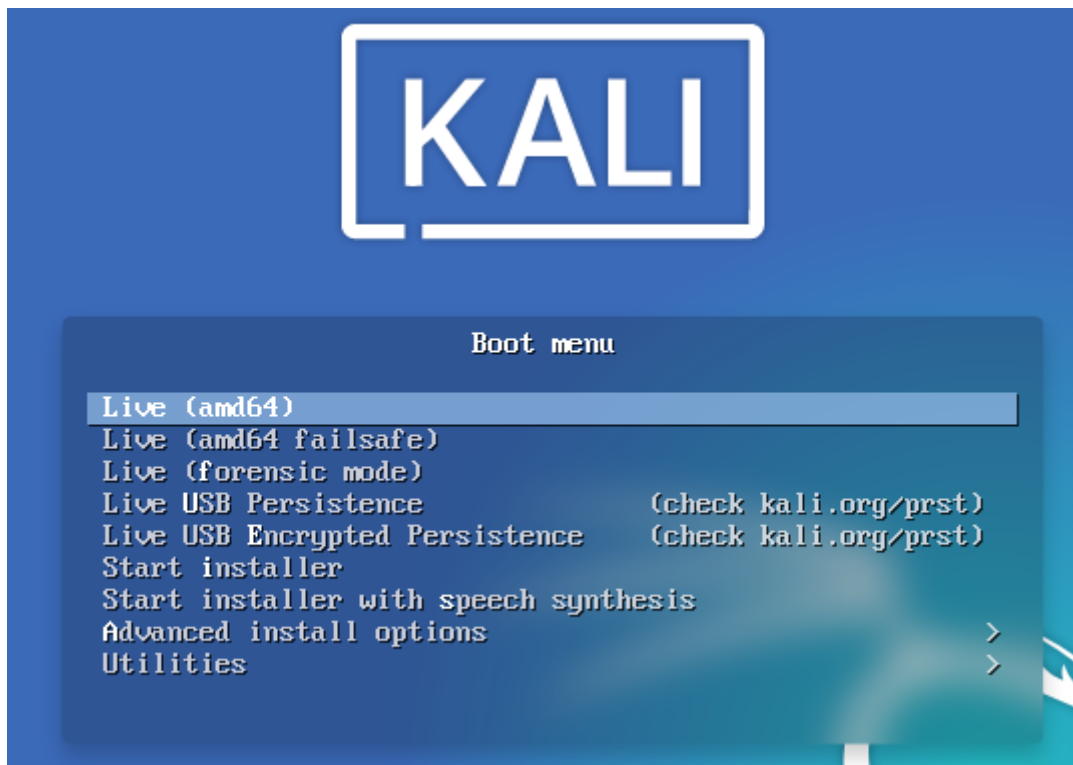 KALI
Boot menu
Live (amd64)
Live (amd64 failsafe)
Live (forensic mode)
Live USB Persistence (check kali.org/prst)
Live USB Encrypted Persistence (check kali.org/prst)
Start installer
Start installer with speech synthesis
Advanced install options >
Utilities >